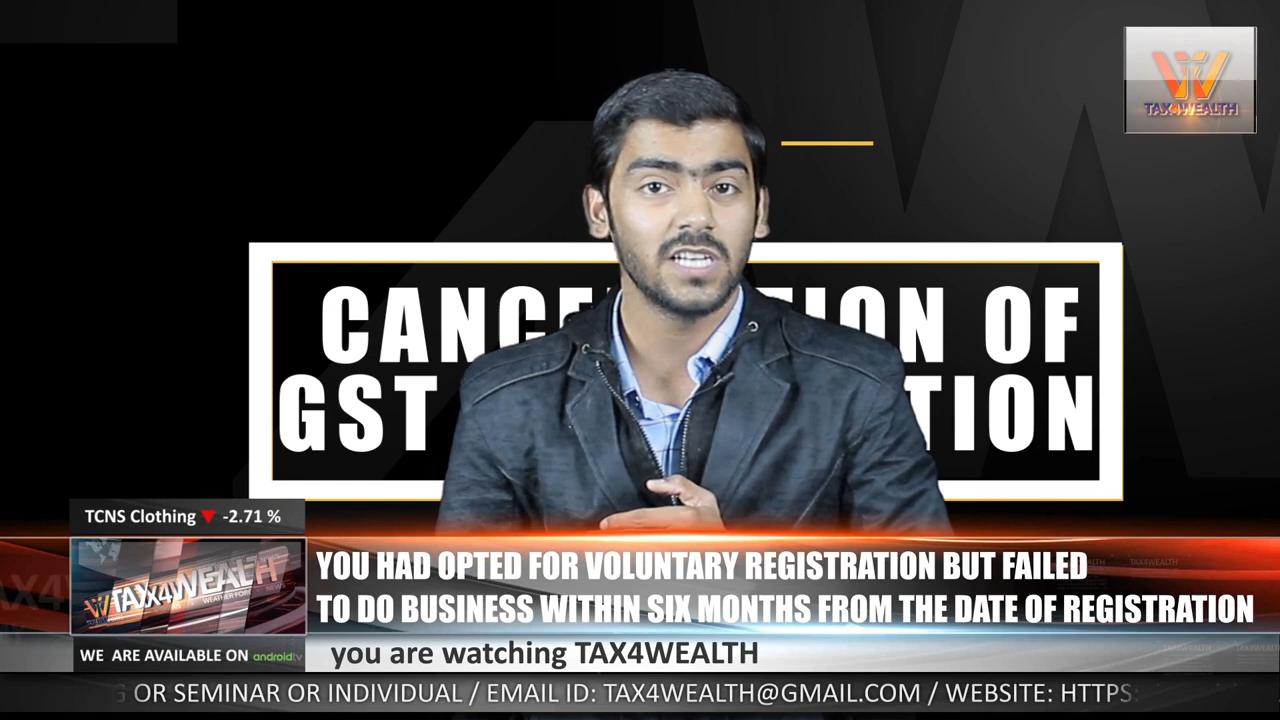 TAX4WEALTH
CANCE TION OF
GST TION
TCNS Clothing -2.71 %
TAX4WEALTH
YOU HAD OPTED FOR VOLUNTARY REGISTRATION BUT FAILED
TO DO BUSINESS WITHIN SIX MONTHS FROM THE DATE OF REGISTRATION
WE ARE AVAILABLE ON androidtv
you are watching TAX4WEALTH
OR SEMINAR OR INDIVIDUAL / EMAIL ID: TAX4WEALTH@GMAIL.COM / WEBSITE: HTTPS: